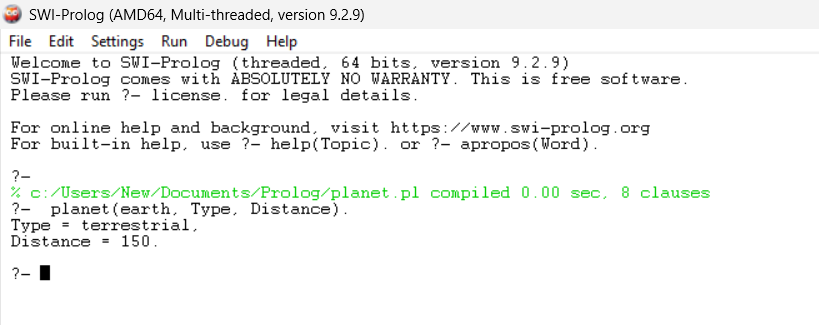 SWI-Prolog (AMD64, Multi-threaded, version 9.2.9)
File Edit Settings Run Debug Help
Welcome to SWI-Prolog (threaded, 64 bits, version 9.2.9)
SWI-Prolog comes with ABSOLUTELY NO WARRANTY. This is free software.
Please run ?- license. for legal details.

For online help and background, visit https://www.swi-prolog.org
For built-in help, use ?- help(Topic). or ?- apropos(Word).

?-
% c:/Users/New/Documents/Prolog/planet.pl compiled 0.00 sec, 8 clauses
?-  planet(earth, Type, Distance).
Type = terrestrial,
Distance = 150.

?-